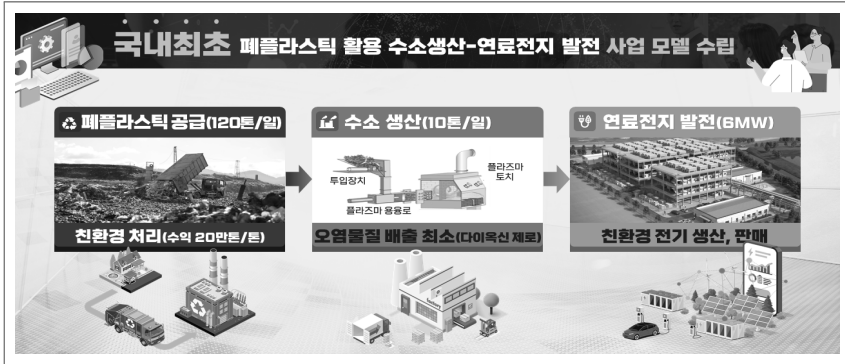 국내최초 폐플라스틱 활용 수소생산-연료전지 발전 사업 모델 수립
폐플라스틱 공급(120톤/일)
친환경 처리(수익 20만톤/톤)
수소 생산(10톤/일)
투입장치
플라즈마 토치
플라즈마 용융로
오염물질 배출 최소(다이옥신 제로)
연료전지 발전(6MW)
친환경 전기 생산, 판매